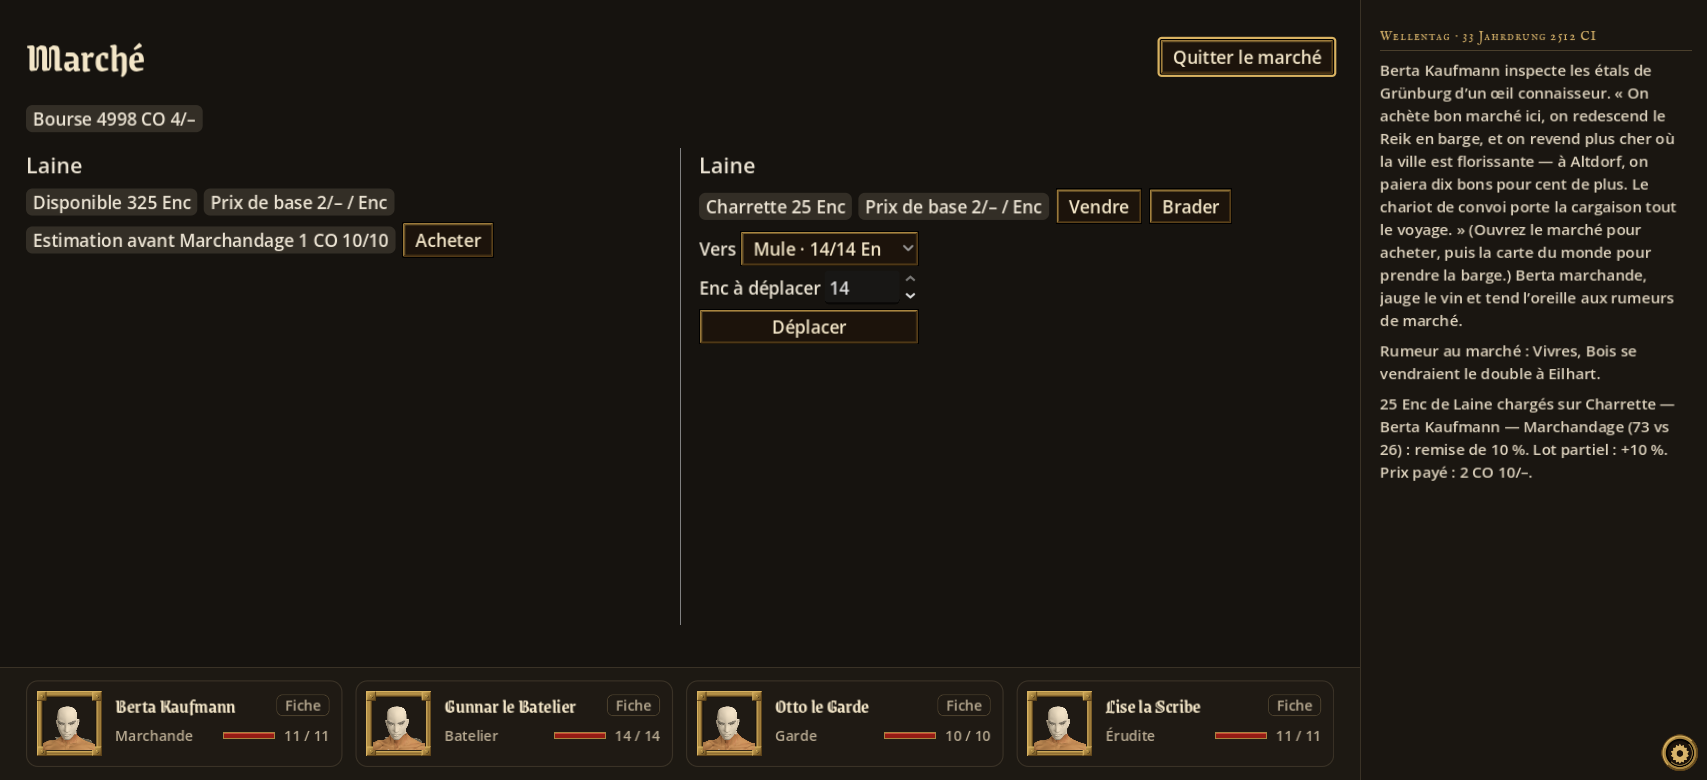 Marché
Quitter le marché
Bourse 4998 CO 4/–
Laine
Disponible 325 Enc
Prix de base 2/– / Enc
Estimation avant Marchandage 1 CO 10/10
Acheter
Laine
Charrette 25 Enc
Prix de base 2/– / Enc
Vendre
Brader
Vers
Mule · 14/14 En
Enc à déplacer
14
Déplacer
Wellentag · 33 Jahrdrung 2512 CI
Berta Kaufmann inspecte les étals de
Grünburg d’un œil connaisseur. « On
achète bon marché ici, on redescend le
Reik en barge, et on revend plus cher où
la ville est florissante — à Altdorf, on
paiera dix bons pour cent de plus. Le
chariot de convoi porte la cargaison tout
le voyage. » (Ouvrez le marché pour
acheter, puis la carte du monde pour
prendre la barge.) Berta marchande,
jauge le vin et tend l’oreille aux rumeurs
de marché.
Rumeur au marché : Vivres, Bois se
vendraient le double à Eilhart.
25 Enc de Laine chargés sur Charrette —
Berta Kaufmann — Marchandage (73 vs
26) : remise de 10 %. Lot partiel : +10 %.
Prix payé : 2 CO 10/–.
Berta Kaufmann
Fiche
Marchande
11 / 11
Gunnar le Batelier
Fiche
Batelier
14 / 14
Otto le Garde
Fiche
Garde
10 / 10
Lise la Scribe
Fiche
Érudite
11 / 11